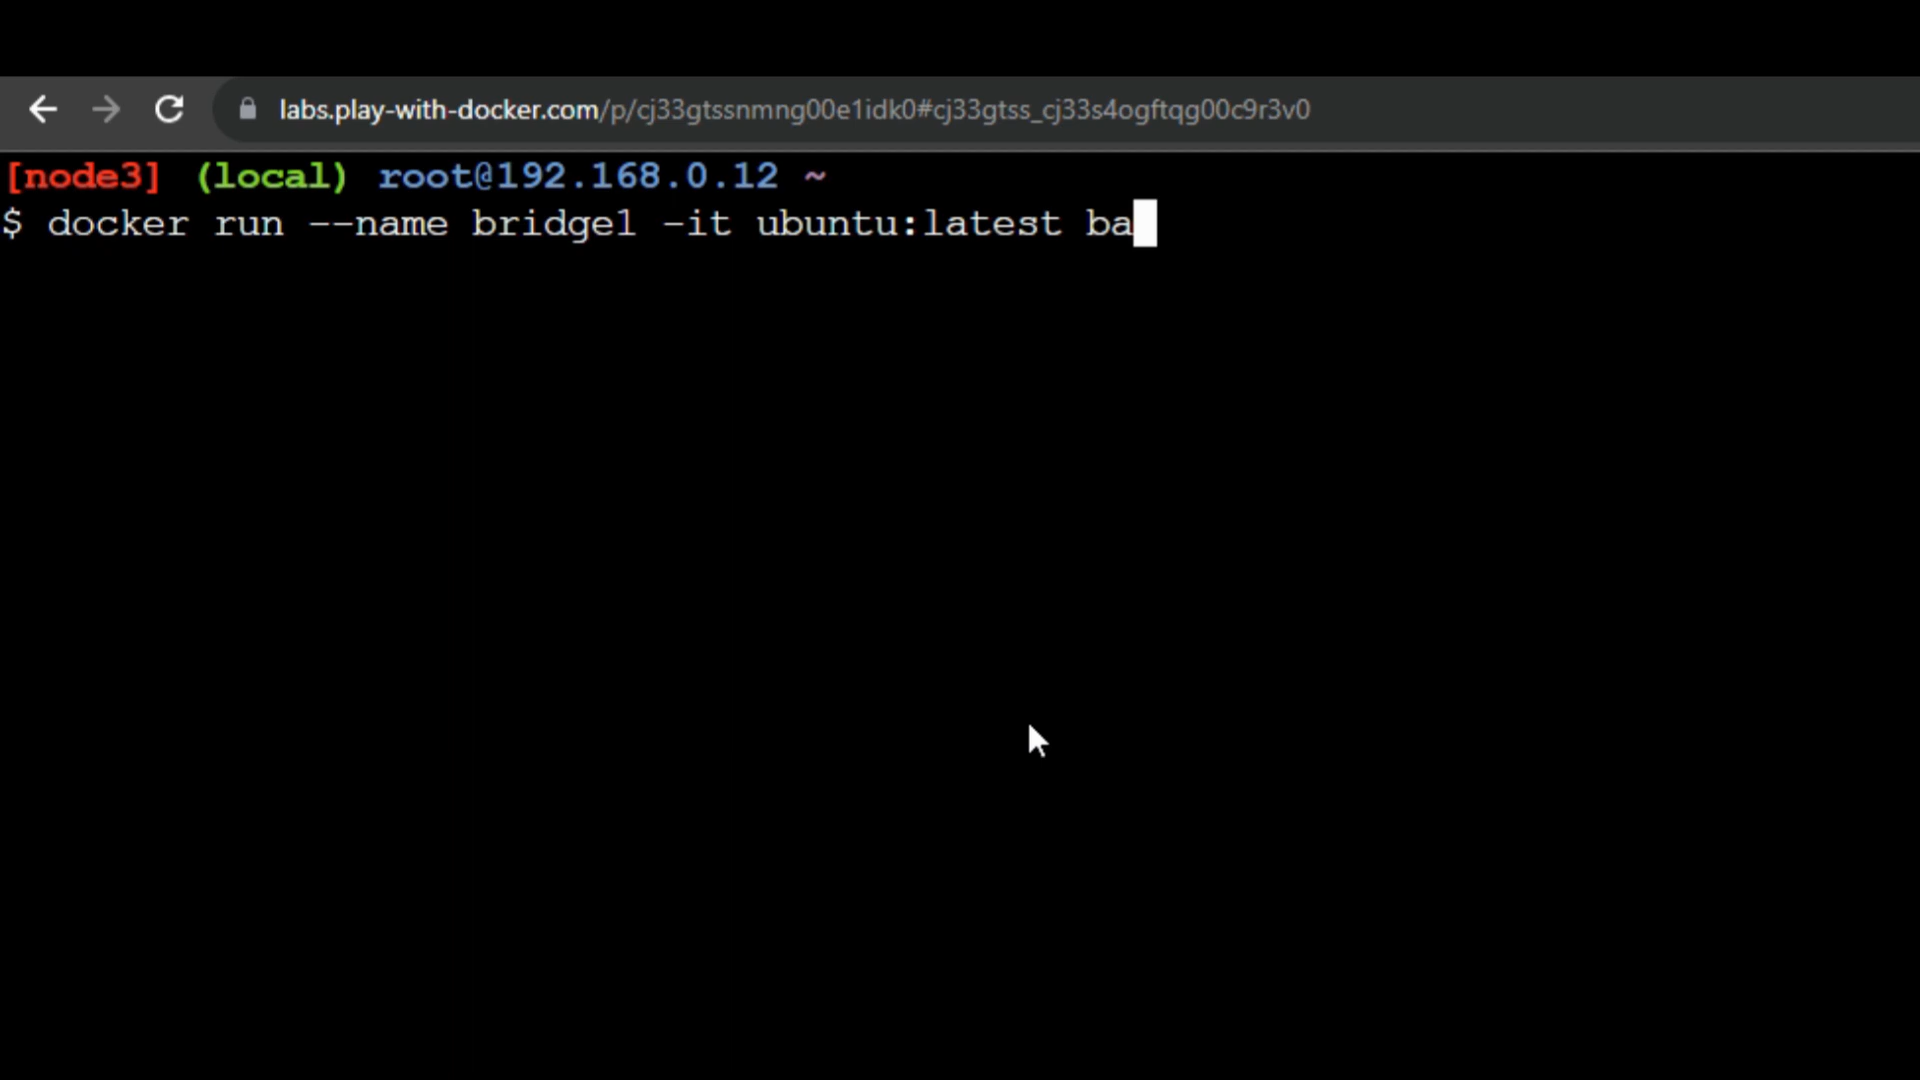 labs.play-with-docker.com/p/cj33gtssnmng00e1idk0#cj33gtss_cj33s4ogftqg00c9r3v0
[node3] (local) root@192.168.0.12 ~
$ docker run --name bridge1 -it ubuntu:latest ba